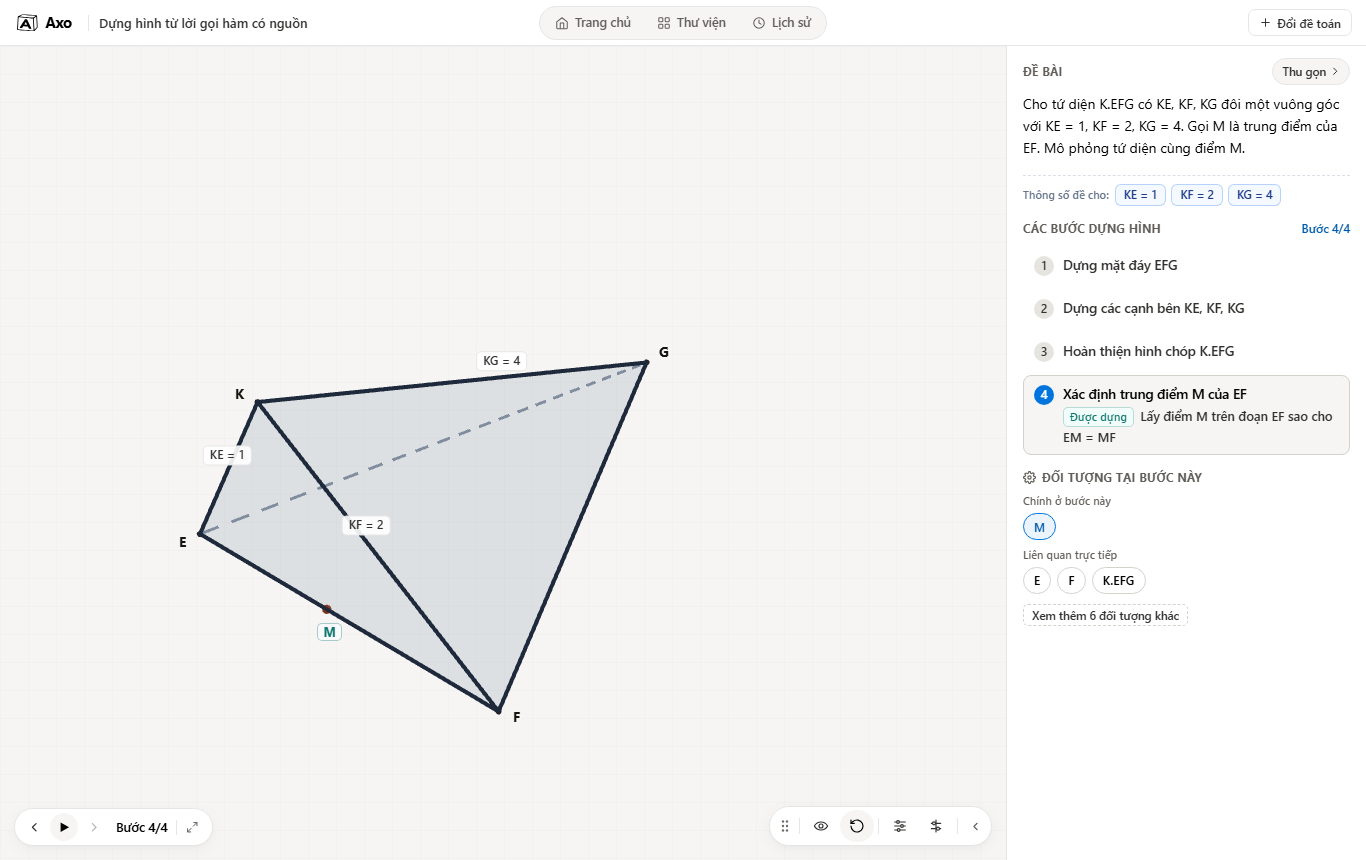 Axo
Dựng hình từ lời gọi hàm có nguồn
Trang chủ
Thư viện
Lịch sử
Đổi đề toán
ĐỀ BÀI
Thu gọn
Cho tứ diện K.EFG có KE, KF, KG đôi một vuông góc
với KE = 1, KF = 2, KG = 4. Gọi M là trung điểm của
EF. Mô phỏng tứ diện cùng điểm M.
Thông số đề cho:
KE = 1
KF = 2
KG = 4
CÁC BƯỚC DỰNG HÌNH
Bước 4/4
1 Dựng mặt đáy EFG
2 Dựng các cạnh bên KE, KF, KG
3 Hoàn thiện hình chóp K.EFG
4 Xác định trung điểm M của EF
Được dựng Lấy điểm M trên đoạn EF sao cho
EM = MF
ĐỐI TƯỢNG TẠI BƯỚC NÀY
Chính ở bước này
M
Liên quan trực tiếp
E
F
K.EFG
Xem thêm 6 đối tượng khác
G
KG = 4
K
KE = 1
KF = 2
E
M
F
Bước 4/4